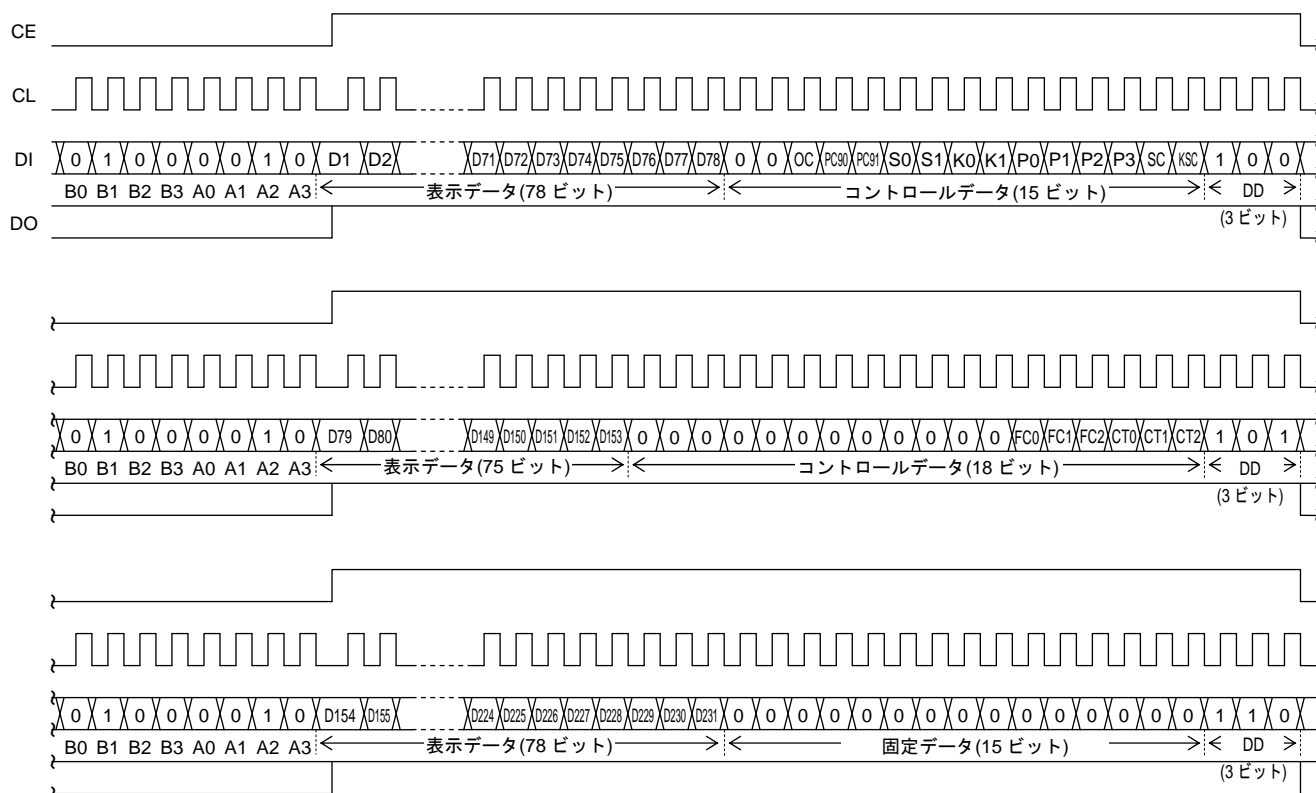 CE
CL
DI 0 1 0 0 0 0 1 0 D1 D2 D71 D72 D73 D74 D75 D76 D77 D78 0 0 OC PC90 PC91 S0 S1 K0 K1 P0 P1 P2 P3 SC KSC 1 0 0
B0 B1 B2 B3 A0 A1 A2 A3 表示データ(78 ビット) コントロールデータ(15 ビット) DD
(3 ビット)
DO
0 1 0 0 0 0 1 0 D79 D80 D149 D150 D151 D152 D153 0 0 0 0 0 0 0 0 0 0 0 0 FC0 FC1 FC2 CT0 CT1 CT2 1 0 1
B0 B1 B2 B3 A0 A1 A2 A3 表示データ(75 ビット) コントロールデータ(18 ビット) DD
(3 ビット)
0 1 0 0 0 0 1 0 D154 D155 D224 D225 D226 D227 D228 D229 D230 D231 0 0 0 0 0 0 0 0 0 0 0 0 0 0 0 1 1 0
B0 B1 B2 B3 A0 A1 A2 A3 表示データ(78 ビット) 固定データ(15 ビット) DD
(3 ビット)